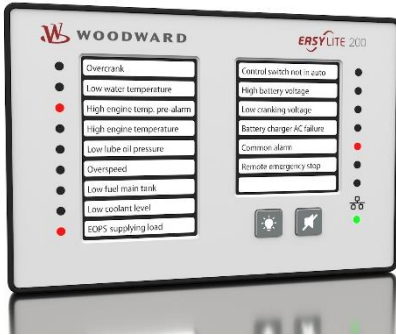 WOODWARD
EASYLITE 200
Overcrank
Low water temperature
High engine temp. pre-alarm
High engine temperature
Low lube oil pressure
Overspeed
Low fuel main tank
Low coolant level
EOPS supplying load
Control switch not in auto
High battery voltage
Low cranking voltage
Battery charger AC failure
Common alarm
Remote emergency stop